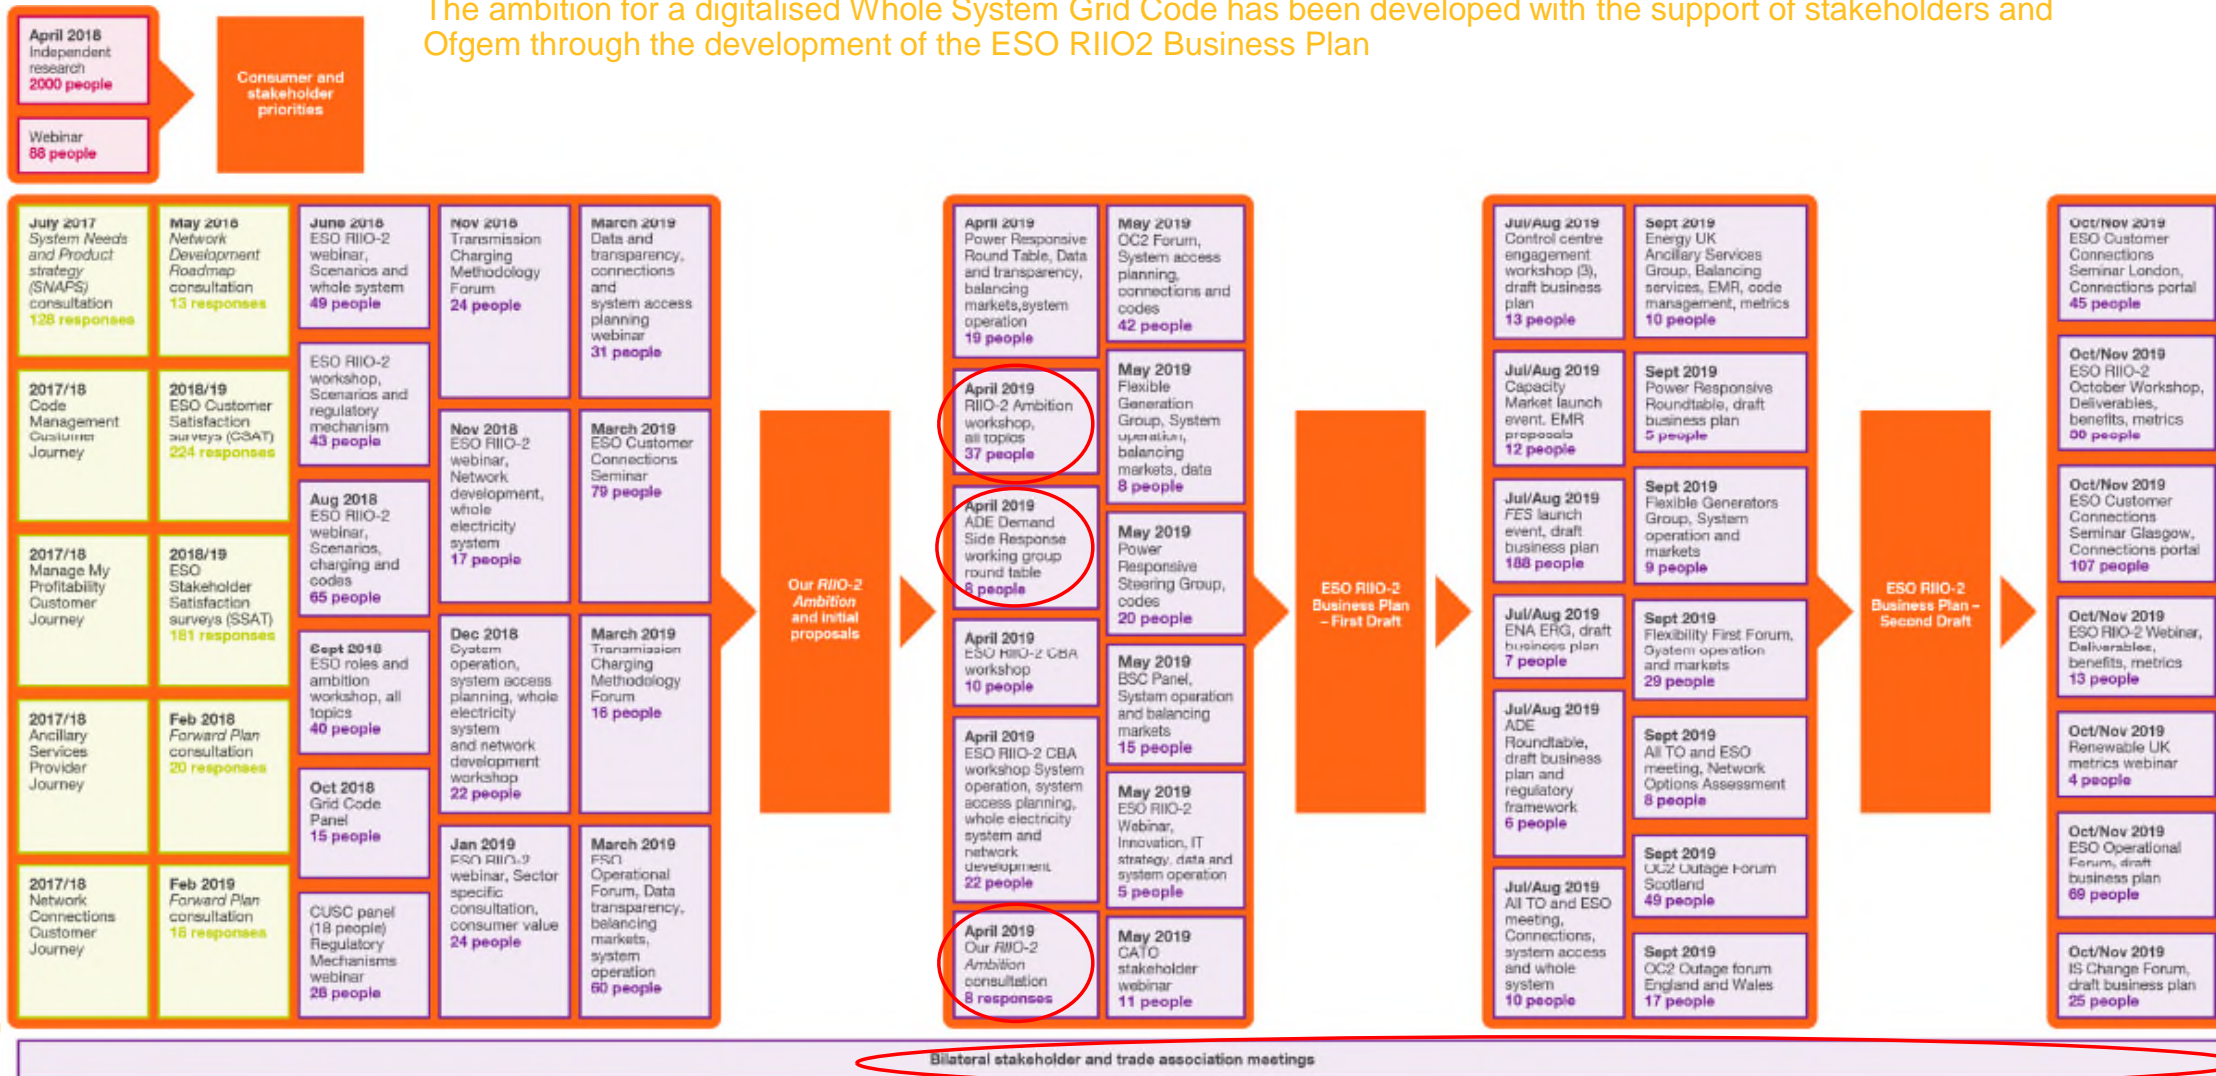 The ambition for a digitalised Whole System Grid Code has been developed with the support of stakeholders and
Ofgem through the development of the ESO RIIO2 Business Plan
April 2018
Independent
research
2000 people
Webinar
88 people
Consumer and
stakeholder
priorities
July 2017
System Needs
and Product
strategy
(SNAPS)
consultation
128 responses
2017/18
Code
Management
Customer
Journey
2017/18
Manage My
Profitability
Customer
Journey
2017/18
Ancillary
Services
Provider
Journey
2017/18
Network
Connections
Customer
Journey
May 2018
Network
Development
Roadmap
consultation
13 responses
2018/19
ESO Customer
Satisfaction
surveys (CSAT)
224 responses
2018/19
ESO
Stakeholder
Satisfaction
surveys (SSAT)
181 responses
Feb 2018
Forward Plan
consultation
20 responses
Feb 2019
Forward Plan
consultation
16 responses
June 2018
ESO RIIO-2
webinar,
Scenarios and
whole system
49 people
ESO RIIO-2
workshop,
Scenarios and
regulatory
mechanism
43 people
Aug 2018
ESO RIIO-2
webinar,
Scenarios,
charging and
codes
65 people
Sept 2018
ESO roles and
ambition
workshop, all
topics
40 people
Oct 2018
Grid Code
Panel
15 people
CUSC panel
(18 people)
Regulatory
Mechanisms
webinar
28 people
Nov 2018
Transmission
Charging
Methodology
Forum
24 people
Nov 2018
ESO RIIO-2
webinar,
Network
development,
whole
electricity
system
17 people
Dec 2018
System
operation,
system access
planning, whole
electricity
system
and network
development
workshop
22 people
Jan 2019
ESO RIIO-2
webinar, Sector
specific
consultation,
consumer value
24 people
March 2019
Data and
transparency,
connections
and
system access
planning
webinar
31 people
March 2019
ESO Customer
Connections
Seminar
79 people
March 2019
Transmission
Charging
Methodology
Forum
16 people
March 2019
ESO
Operational
Forum, Data
transparency,
balancing
markets,
system
operation
60 people
Our RIIO-2
Ambition
and initial
proposals
April 2019
Power Responsive
Round Table, Data
and transparency,
balancing
markets,system
operation
19 people
April 2019
RIIO-2 Ambition
workshop,
all topics
37 people
April 2019
ADE Demand
Side Response
working group
round table
8 people
April 2019
ESO RIIO-2 CBA
workshop
10 people
April 2019
ESO RIIO-2 CBA
workshop System
operation, system
access planning,
whole electricity
system and
network
development
22 people
April 2019
Our RIIO-2
Ambition
consultation
8 responses
May 2019
OC2 Forum,
System access
planning,
connections and
codes
42 people
May 2019
Flexible
Generation
Group, System
operation,
balancing
markets, data
8 people
May 2019
Power
Responsive
Steering Group,
codes
20 people
May 2019
BSC Panel,
System operation
and balancing
markets
15 people
May 2019
ESO RIIO-2
Webinar,
Innovation, IT
strategy, data and
system operation
5 people
May 2019
CATO
stakeholder
webinar
11 people
ESO RIIO-2
Business Plan
– First Draft
Jul/Aug 2019
Control centre
engagement
workshop (3),
draft business
plan
13 people
Jul/Aug 2019
Capacity
Market launch
event. EMR
proposals
12 people
Jul/Aug 2019
FES launch
event, draft
business plan
188 people
Jul/Aug 2019
ENA ERG, draft
business plan
7 people
Jul/Aug 2019
ADE
Roundtable,
draft business
plan and
regulatory
framework
6 people
Jul/Aug 2019
All TO and ESO
meeting,
Connections,
system access
and whole
system
10 people
Sept 2019
Energy UK
Ancillary Services
Group, Balancing
services, EMR, code
management, metrics
10 people
Sept 2019
Power Responsive
Roundtable, draft
business plan
5 people
Sept 2019
Flexible Generators
Group, System
operation and
markets
9 people
Sept 2019
Flexibility First Forum,
System operation
and markets
29 people
Sept 2019
All TO and ESO
meeting, Network
Options Assessment
8 people
Sept 2019
OC2 Outage Forum
Scotland
49 people
Sept 2019
OC2 Outage forum
England and Wales
17 people
ESO RIIO-2
Business Plan –
Second Draft
Oct/Nov 2019
ESO Customer
Connections
Seminar London,
Connections portal
45 people
Oct/Nov 2019
ESO RIIO-2
October Workshop,
Deliverables,
benefits, metrics
people
Oct/Nov 2019
ESO Customer
Connections
Seminar Glasgow,
Connections portal
107 people
Oct/Nov 2019
ESO RIIO-2 Webinar,
Deliverables,
benefits, metrics
13 people
Oct/Nov 2019
Renewable UK
metrics webinar
4 people
Oct/Nov 2019
ESO Operational
Forum, draft
business plan
69 people
Oct/Nov 2019
IS Change Forum,
draft business plan
25 people
Bilateral stakeholder and trade association meetings